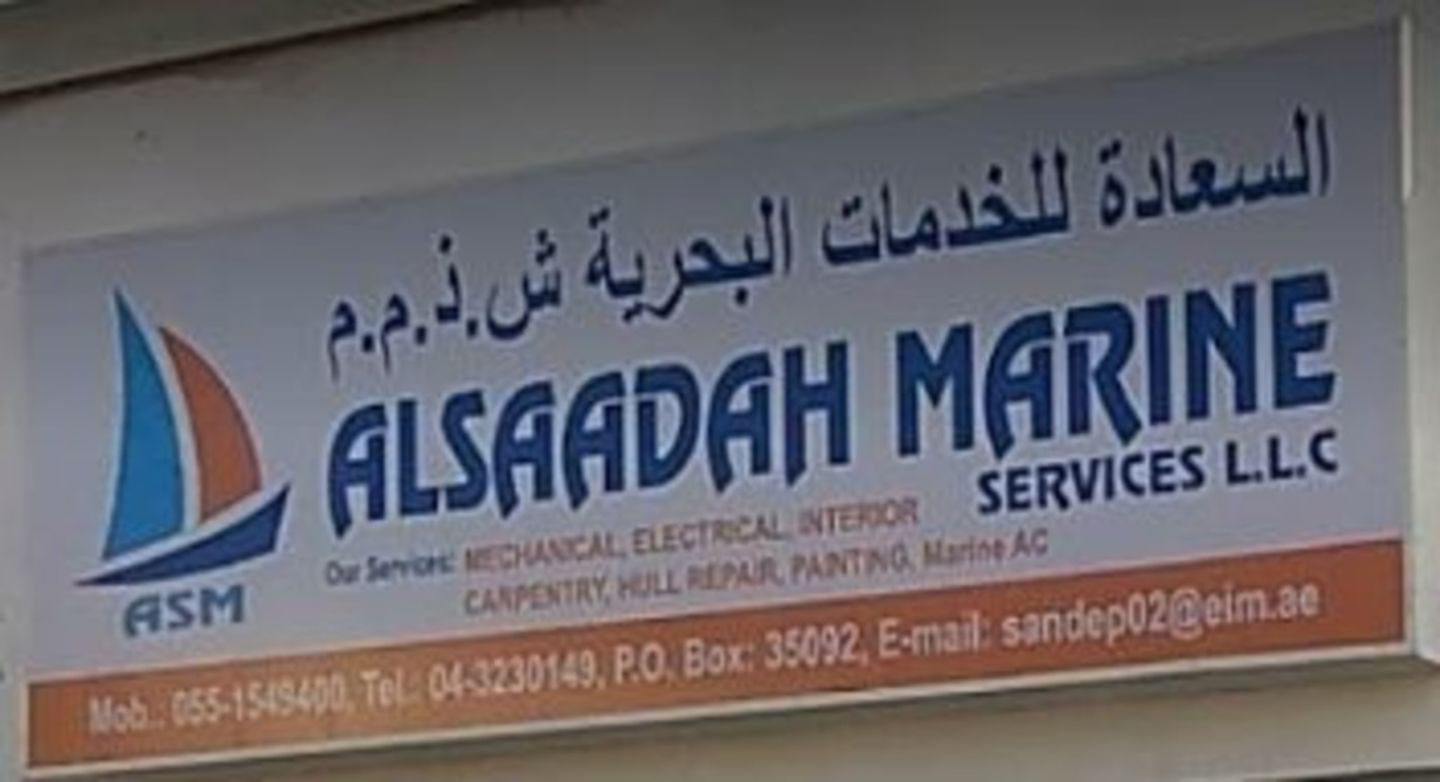 السعادة للخدمات البحرية ش.ذ.م.م
ALSAADAH MARINE
SERVICES L.L.C
Our Services: MECHANICAL, ELECTRICAL, INTERIOR
CARPENTRY, HULL REPAIR, PAINTING, Marine AC
ASM
Mob.. 055-1549400, Tel.: 04-3230149, P.O. Box: 35092, E-mail: sandep02@eim.ae